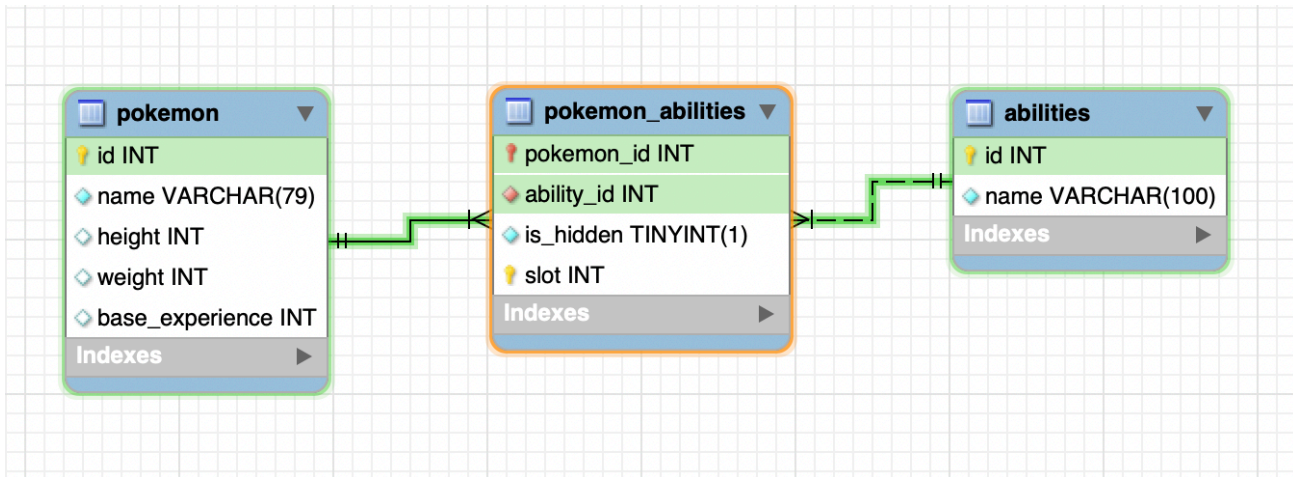 pokemon
id INT
name VARCHAR(79)
height INT
weight INT
base_experience INT
Indexes
pokemon_abilities
pokemon_id INT
ability_id INT
is_hidden TINYINT(1)
slot INT
Indexes
abilities
id INT
name VARCHAR(100)
Indexes